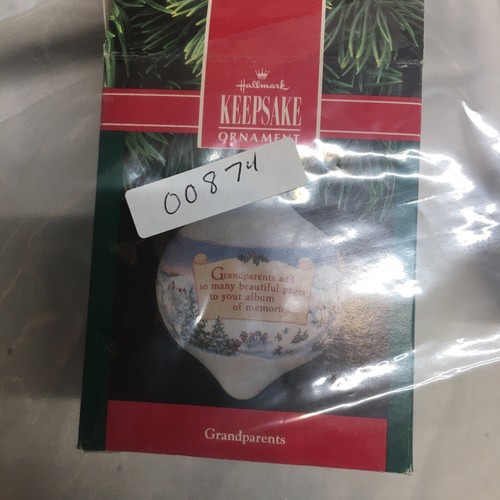 Hallmark
KEEPSAKE
ORNAMENT
00874
Grandparents add
so many beautiful pages
to your album
of memories
Grandparents